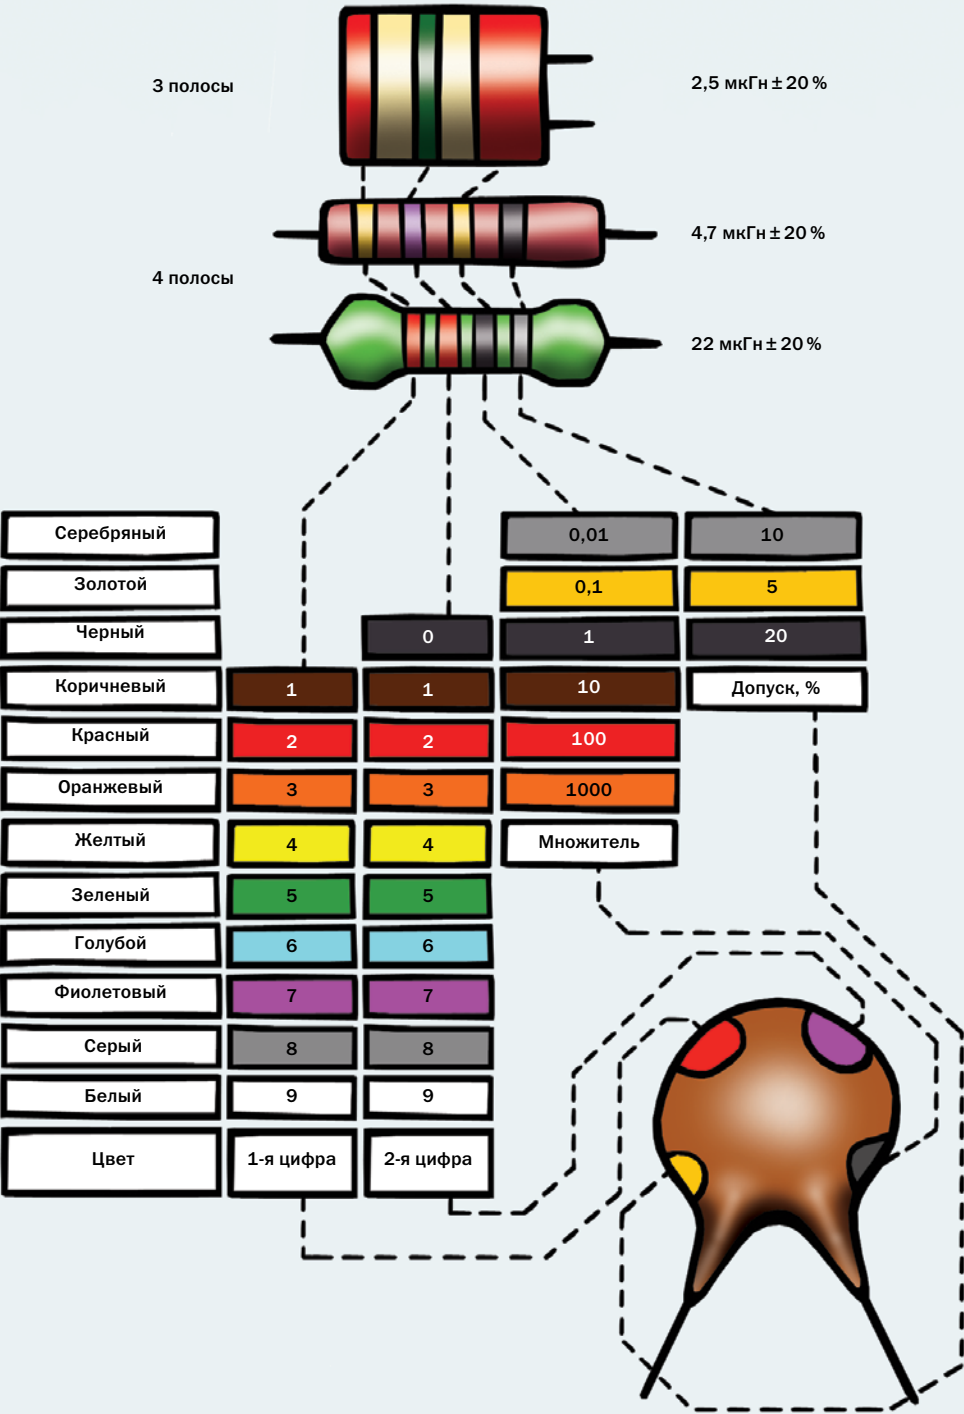 3 полосы
2,5 мкГн ± 20 %
4,7 мкГн ± 20 %
4 полосы
22 мкГн ± 20 %
Серебряный 0,01 10
Золотой 0,1 5
Черный 0 1 20
Коричневый 1 1 10 Допуск, %
Красный 2 2 100
Оранжевый 3 3 1000
Желтый 4 4 Множитель
Зеленый 5 5
Голубой 6 6
Фиолетовый 7 7
Серый 8 8
Белый 9 9
Цвет 1-я цифра 2-я цифра